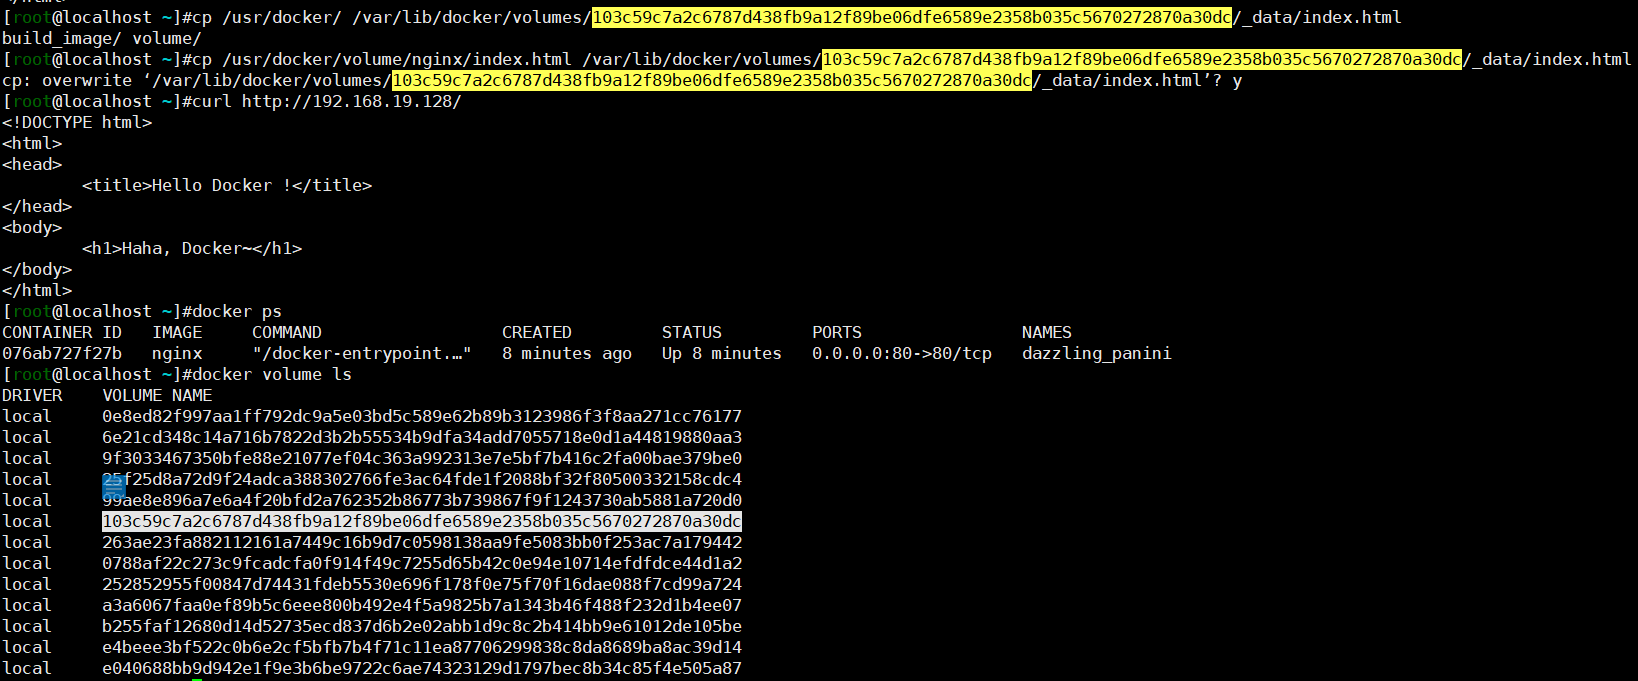 [root@localhost ~]#cp /usr/docker/ /var/lib/docker/volumes/103c59c7a2c6787d438fb9a12f89be06dfe6589e2358b035c5670272870a30dc/_data/index.html
build_image/ volume/
[root@localhost ~]#cp /usr/docker/volume/nginx/index.html /var/lib/docker/volumes/103c59c7a2c6787d438fb9a12f89be06dfe6589e2358b035c5670272870a30dc/_data/index.html
cp: overwrite ‘/var/lib/docker/volumes/103c59c7a2c6787d438fb9a12f89be06dfe6589e2358b035c5670272870a30dc/_data/index.html’? y
[root@localhost ~]#curl http://192.168.19.128/
<!DOCTYPE html>
<html>
<head>
        <title>Hello Docker !</title>
</head>
<body>
        <h1>Haha, Docker~</h1>
</body>
</html>
[root@localhost ~]#docker ps
CONTAINER ID   IMAGE     COMMAND                  CREATED         STATUS         PORTS                NAMES
076ab727f27b   nginx     "/docker-entrypoint.…"   8 minutes ago   Up 8 minutes   0.0.0.0:80->80/tcp   dazzling_panini
[root@localhost ~]#docker volume ls
DRIVER    VOLUME NAME
local     0e8ed82f997aa1ff792dc9a5e03bd5c589e62b89b3123986f3f8aa271cc76177
local     6e21cd348c14a716b7822d3b2b55534b9dfa34add7055718e0d1a44819880aa3
local     9f3033467350bfe88e21077ef04c363a992313e7e5bf7b416c2fa00bae379be0
local     25f25d8a72d9f24adca388302766fe3ac64fde1f2088bf32f80500332158cdc4
local     99ae8e896a7e6a4f20bfd2a762352b86773b739867f9f1243730ab5881a720d0
local     103c59c7a2c6787d438fb9a12f89be06dfe6589e2358b035c5670272870a30dc
local     263ae23fa882112161a7449c16b9d7c0598138aa9fe5083bb0f253ac7a179442
local     0788af22c273c9fcadcfa0f914f49c7255d65b42c0e94e10714efdfdce44d1a2
local     252852955f00847d74431fdeb5530e696f178f0e75f70f16dae088f7cd99a724
local     a3a6067faa0ef89b5c6eee800b492e4f5a9825b7a1343b46f488f232d1b4ee07
local     b255faf12680d14d52735ecd837d6b2e02abb1d9c8c2b414bb9e61012de105be
local     e4beee3bf522c0b6e2cf5bfb7b4f71c11ea87706299838c8da8689ba8ac39d14
local     e040688bb9d942e1f9e3b6be9722c6ae74323129d1797bec8b34c85f4e505a87